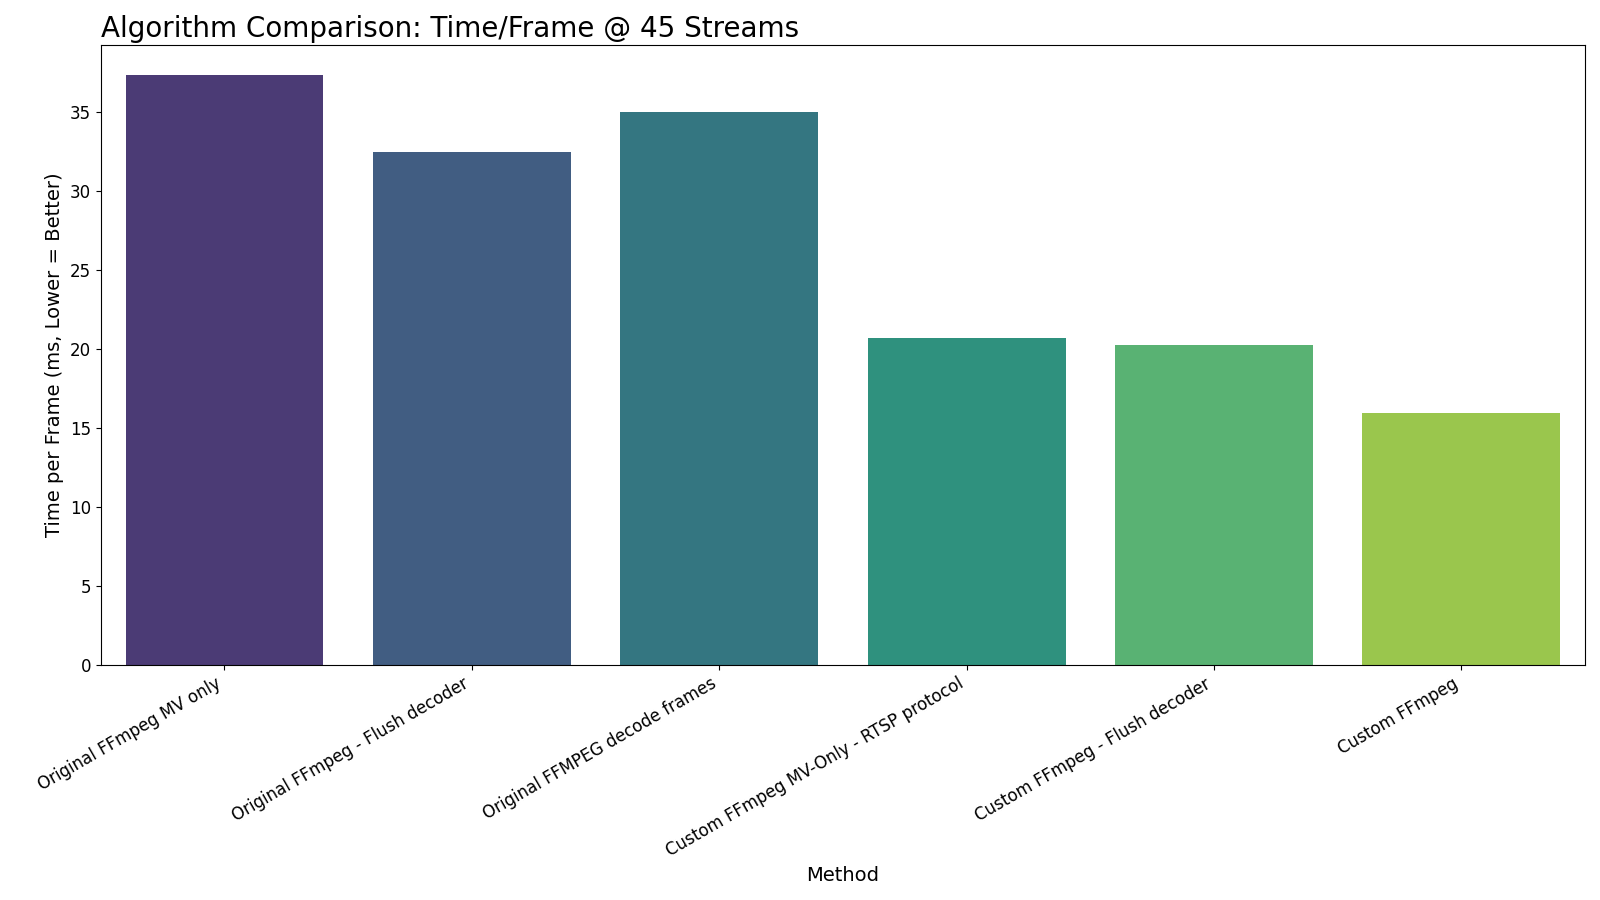 Algorithm Comparison: Time/Frame @ 45 Streams
Time per Frame (ms, Lower = Better)
35
30
25
20
15
10
5
0
Original FFmpeg MV only
Original FFmpeg - Flush decoder
Original FFMPEG decode frames
Custom FFmpeg MV-Only - RTSP protocol
Custom FFmpeg - Flush decoder
Custom FFmpeg
Method